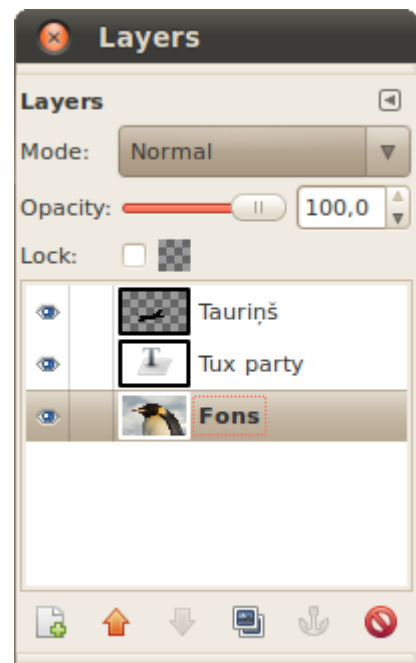 Layers
Layers
Mode: Normal
Opacity: 100,0
Lock:
Tauriņš
T Tux party
Fons